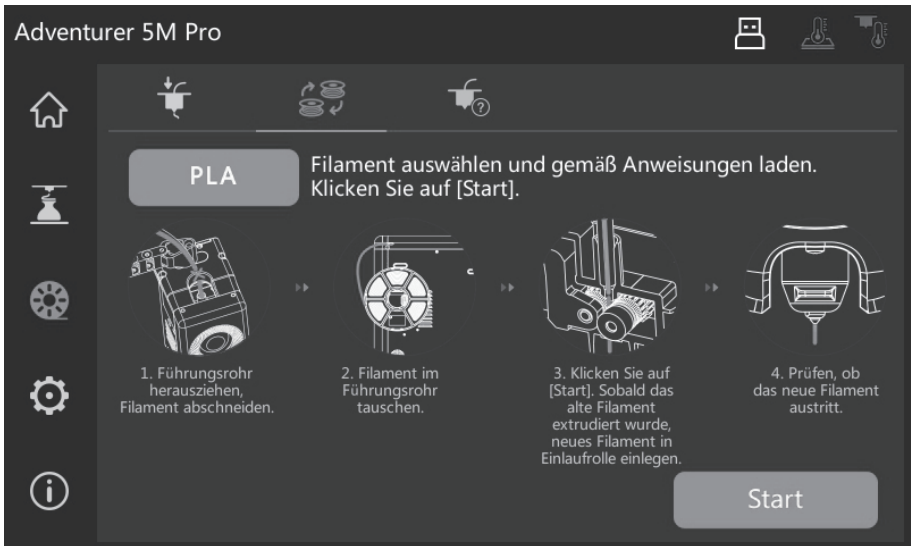 Adventurer 5M Pro
PLA
Filament auswählen und gemäß Anweisungen laden.
Klicken Sie auf [Start].
1. Führungsrohr
herausziehen,
Filament abschneiden.
2. Filament im
Führungsrohr
tauschen.
3. Klicken Sie auf
[Start]. Sobald das
alte Filament
extrudiert wurde,
neues Filament in
Einlaufrolle einlegen.
4. Prüfen, ob
das neue Filament
austritt.
Start